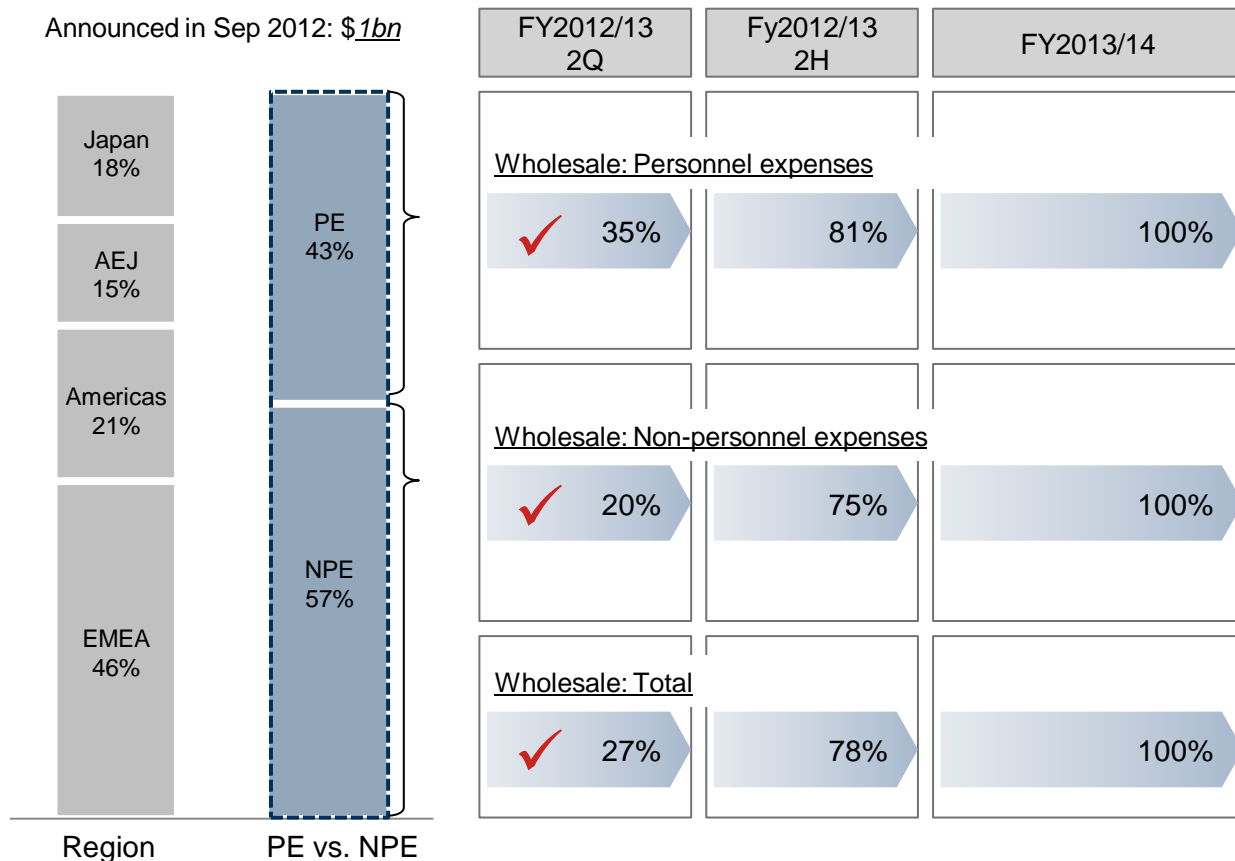 Announced in Sep 2012: $1bn
FY2012/13
2Q
Fy2012/13
2H
FY2013/14
Japan
18%
AEJ
15%
Americas
21%
EMEA
46%
Region
PE
43%
NPE
57%
PE vs. NPE
Wholesale: Personnel expenses
35%
81%
100%
Wholesale: Non-personnel expenses
20%
75%
100%
Wholesale: Total
27%
78%
100%